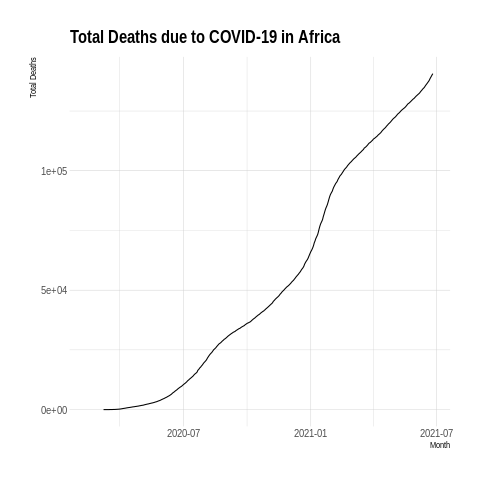 Total Deaths due to COVID-19 in Africa
Total Deaths
1e+05
5e+04
0e+00
2020-07
2021-01
2021-07
Month